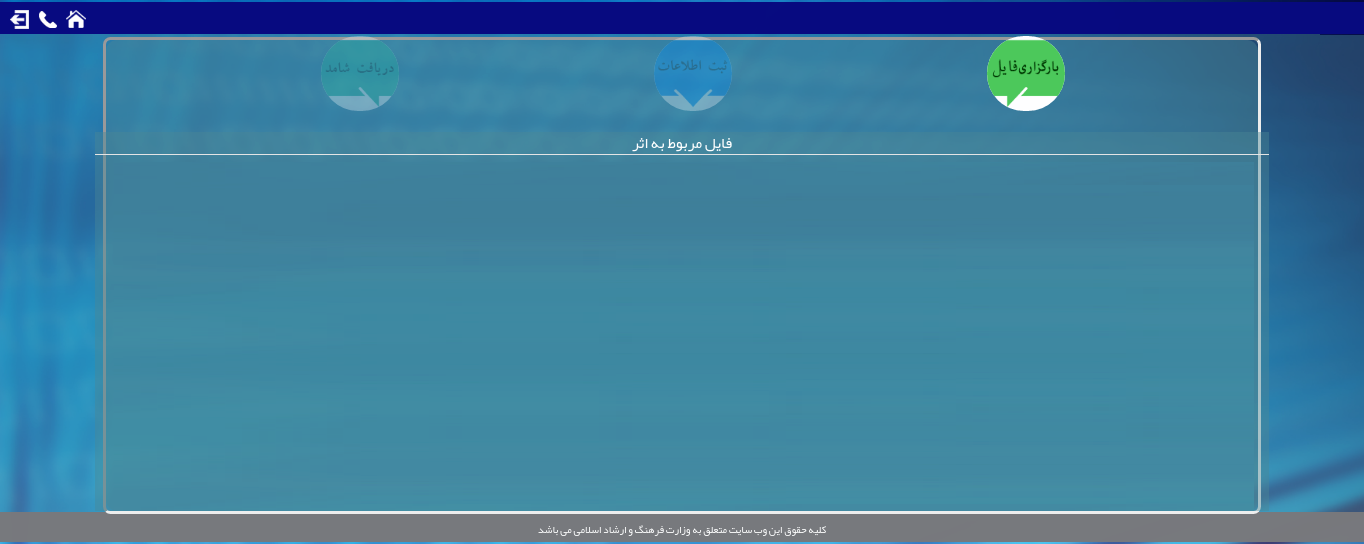 بارگزاری فایل
ثبت اطلاعات
دریافت شامد
فایل مربوط به اثر
کلیه حقوق این وب سایت متعلق به وزارت فرهنگ و ارشاد اسلامی می باشد